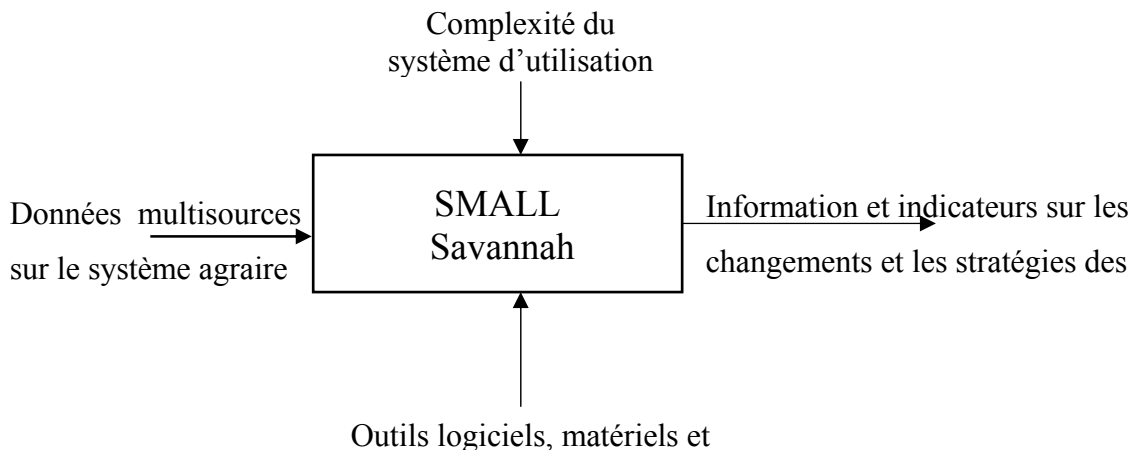 Complexité du
système d’utilisation
SMALL
Savannah
Données multisources
sur le système agraire
Information et indicateurs sur les
changements et les stratégies des
Outils logiciels, matériels et